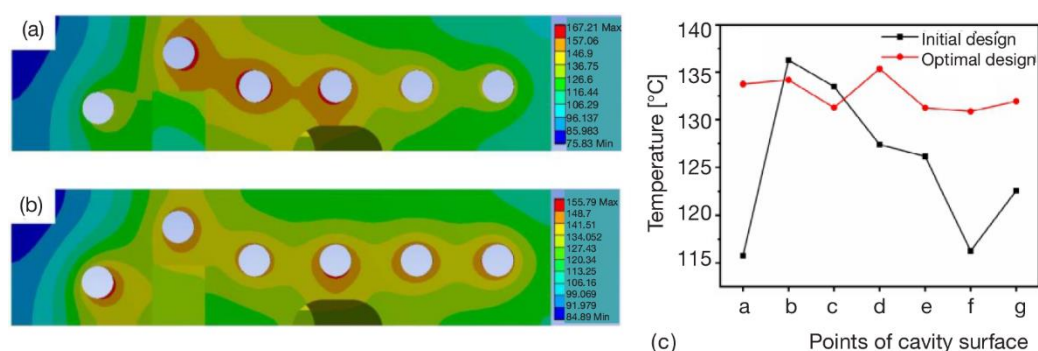 (a)
167.21 Max
157.06
146.9
136.75
126.6
116.44
106.29
96.137
85.983
75.83 Min
(b)
155.79 Max
148.7
141.51
134.052
127.43
120.34
113.25
106.16
99.069
91.979
84.89 Min
Temperature [°C]
140
135
130
125
120
115
Initial design
Optimal design
a b c d e f g
(c)
Points of cavity surface